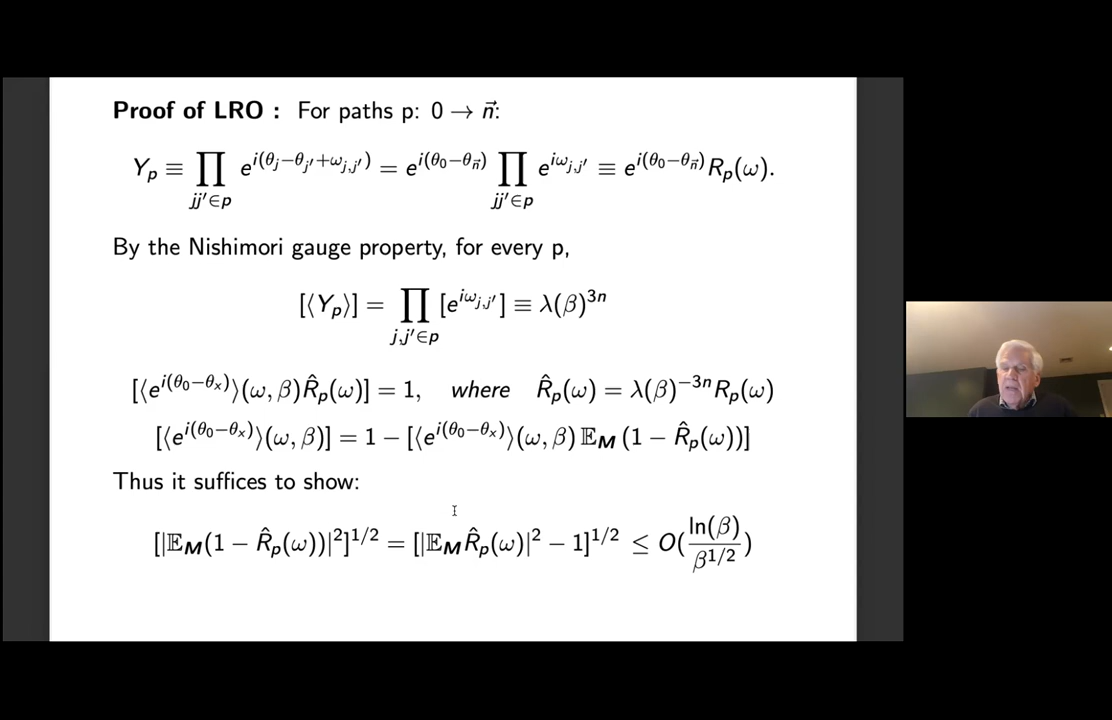 Proof of LRO : For paths p: 0 → n⃗:
Y_p ≡ ∏_{jj′∈p} e^{i(θ_j−θ_{j′}+ω_{j,j′})} = e^{i(θ_0−θ_{n⃗})} ∏_{jj′∈p} e^{iω_{j,j′}} ≡ e^{i(θ_0−θ_{n⃗})} R_p(ω).
By the Nishimori gauge property, for every p,
[⟨Y_p⟩] = ∏_{j,j′∈p} [e^{iω_{j,j′}}] ≡ λ(β)^{3n}
[⟨e^{i(θ_0−θ_x)}⟩(ω, β)R̂_p(ω)] = 1, where R̂_p(ω) = λ(β)^{−3n} R_p(ω)
[⟨e^{i(θ_0−θ_x)}⟩(ω, β)] = 1 − [⟨e^{i(θ_0−θ_x)}⟩(ω, β) 𝔼_M (1 − R̂_p(ω))]
Thus it suffices to show:
[|𝔼_M(1 − R̂_p(ω))|^2]^{1/2} = [|𝔼_M R̂_p(ω)|^2 − 1]^{1/2} ≤ O(ln(β)/β^{1/2})